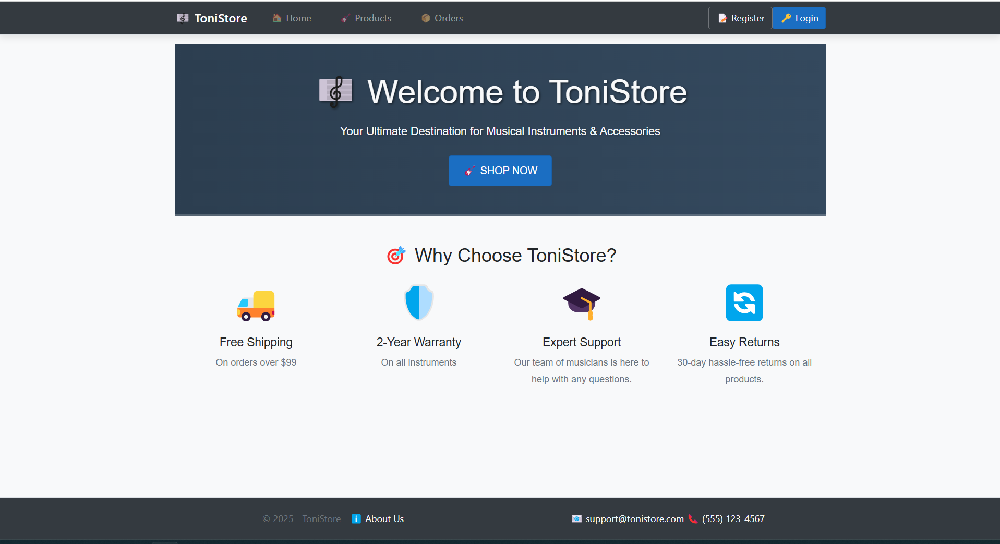 ToniStore Home Products Orders Register Login
Welcome to ToniStore
Your Ultimate Destination for Musical Instruments & Accessories
SHOP NOW
Why Choose ToniStore?
Free Shipping
On orders over $99
2-Year Warranty
On all instruments
Expert Support
Our team of musicians is here to
help with any questions.
Easy Returns
30-day hassle-free returns on all
products.
© 2025 - ToniStore - About Us
support@tonistore.com (555) 123-4567